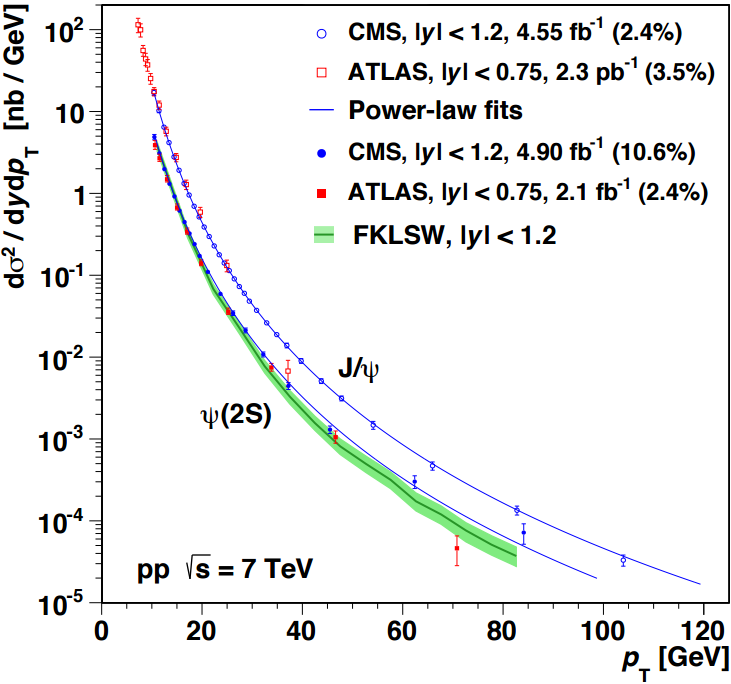 dσ² / dydp_T [nb / GeV]
10²
10
1
10⁻¹
10⁻²
10⁻³
10⁻⁴
10⁻⁵
CMS, |y| < 1.2, 4.55 fb⁻¹ (2.4%)
ATLAS, |y| < 0.75, 2.3 pb⁻¹ (3.5%)
Power-law fits
CMS, |y| < 1.2, 4.90 fb⁻¹ (10.6%)
ATLAS, |y| < 0.75, 2.1 fb⁻¹ (2.4%)
FKLSW, |y| < 1.2
J/ψ
ψ(2S)
pp √s = 7 TeV
0 20 40 60 80 100 120
p_T [GeV]